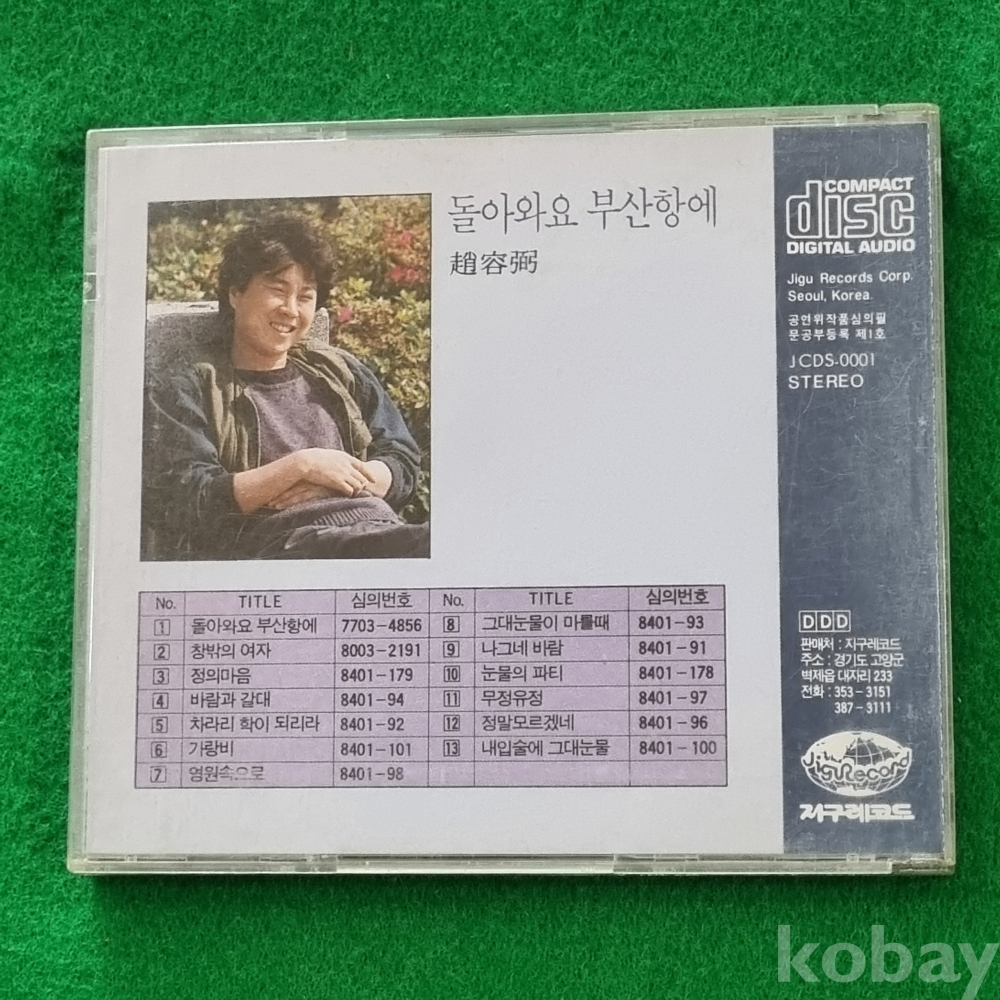 돌아와요 부산항에
趙容弼
COMPACT
disc
DIGITAL AUDIO
Jigu Records Corp.
Seoul, Korea.
공연위작품심의필
문공부등록 제1호
JCDS-0001
STEREO
No. TITLE 심의번호 No. TITLE 심의번호
1 돌아와요 부산항에 7703-4856 8 그대눈물이 마를때 8401-93
2 창밖의 여자 8003-2191 9 나그네 바람 8401-91
3 정의마음 8401-179 10 눈물의 파티 8401-178
4 바람과 갈대 8401-94 11 무정유정 8401-97
5 차라리 학이 되리라 8401-92 12 정말모르겠네 8401-96
6 가랑비 8401-101 13 내입술에 그대눈물 8401-100
7 영원속으로 8401-98
DDD
판매처 : 지구레코드
주소 : 경기도 고양군
벽제읍 대자리 233
전화 : 353-3151
387-3111
Jigu Record
지구레코드
kobay